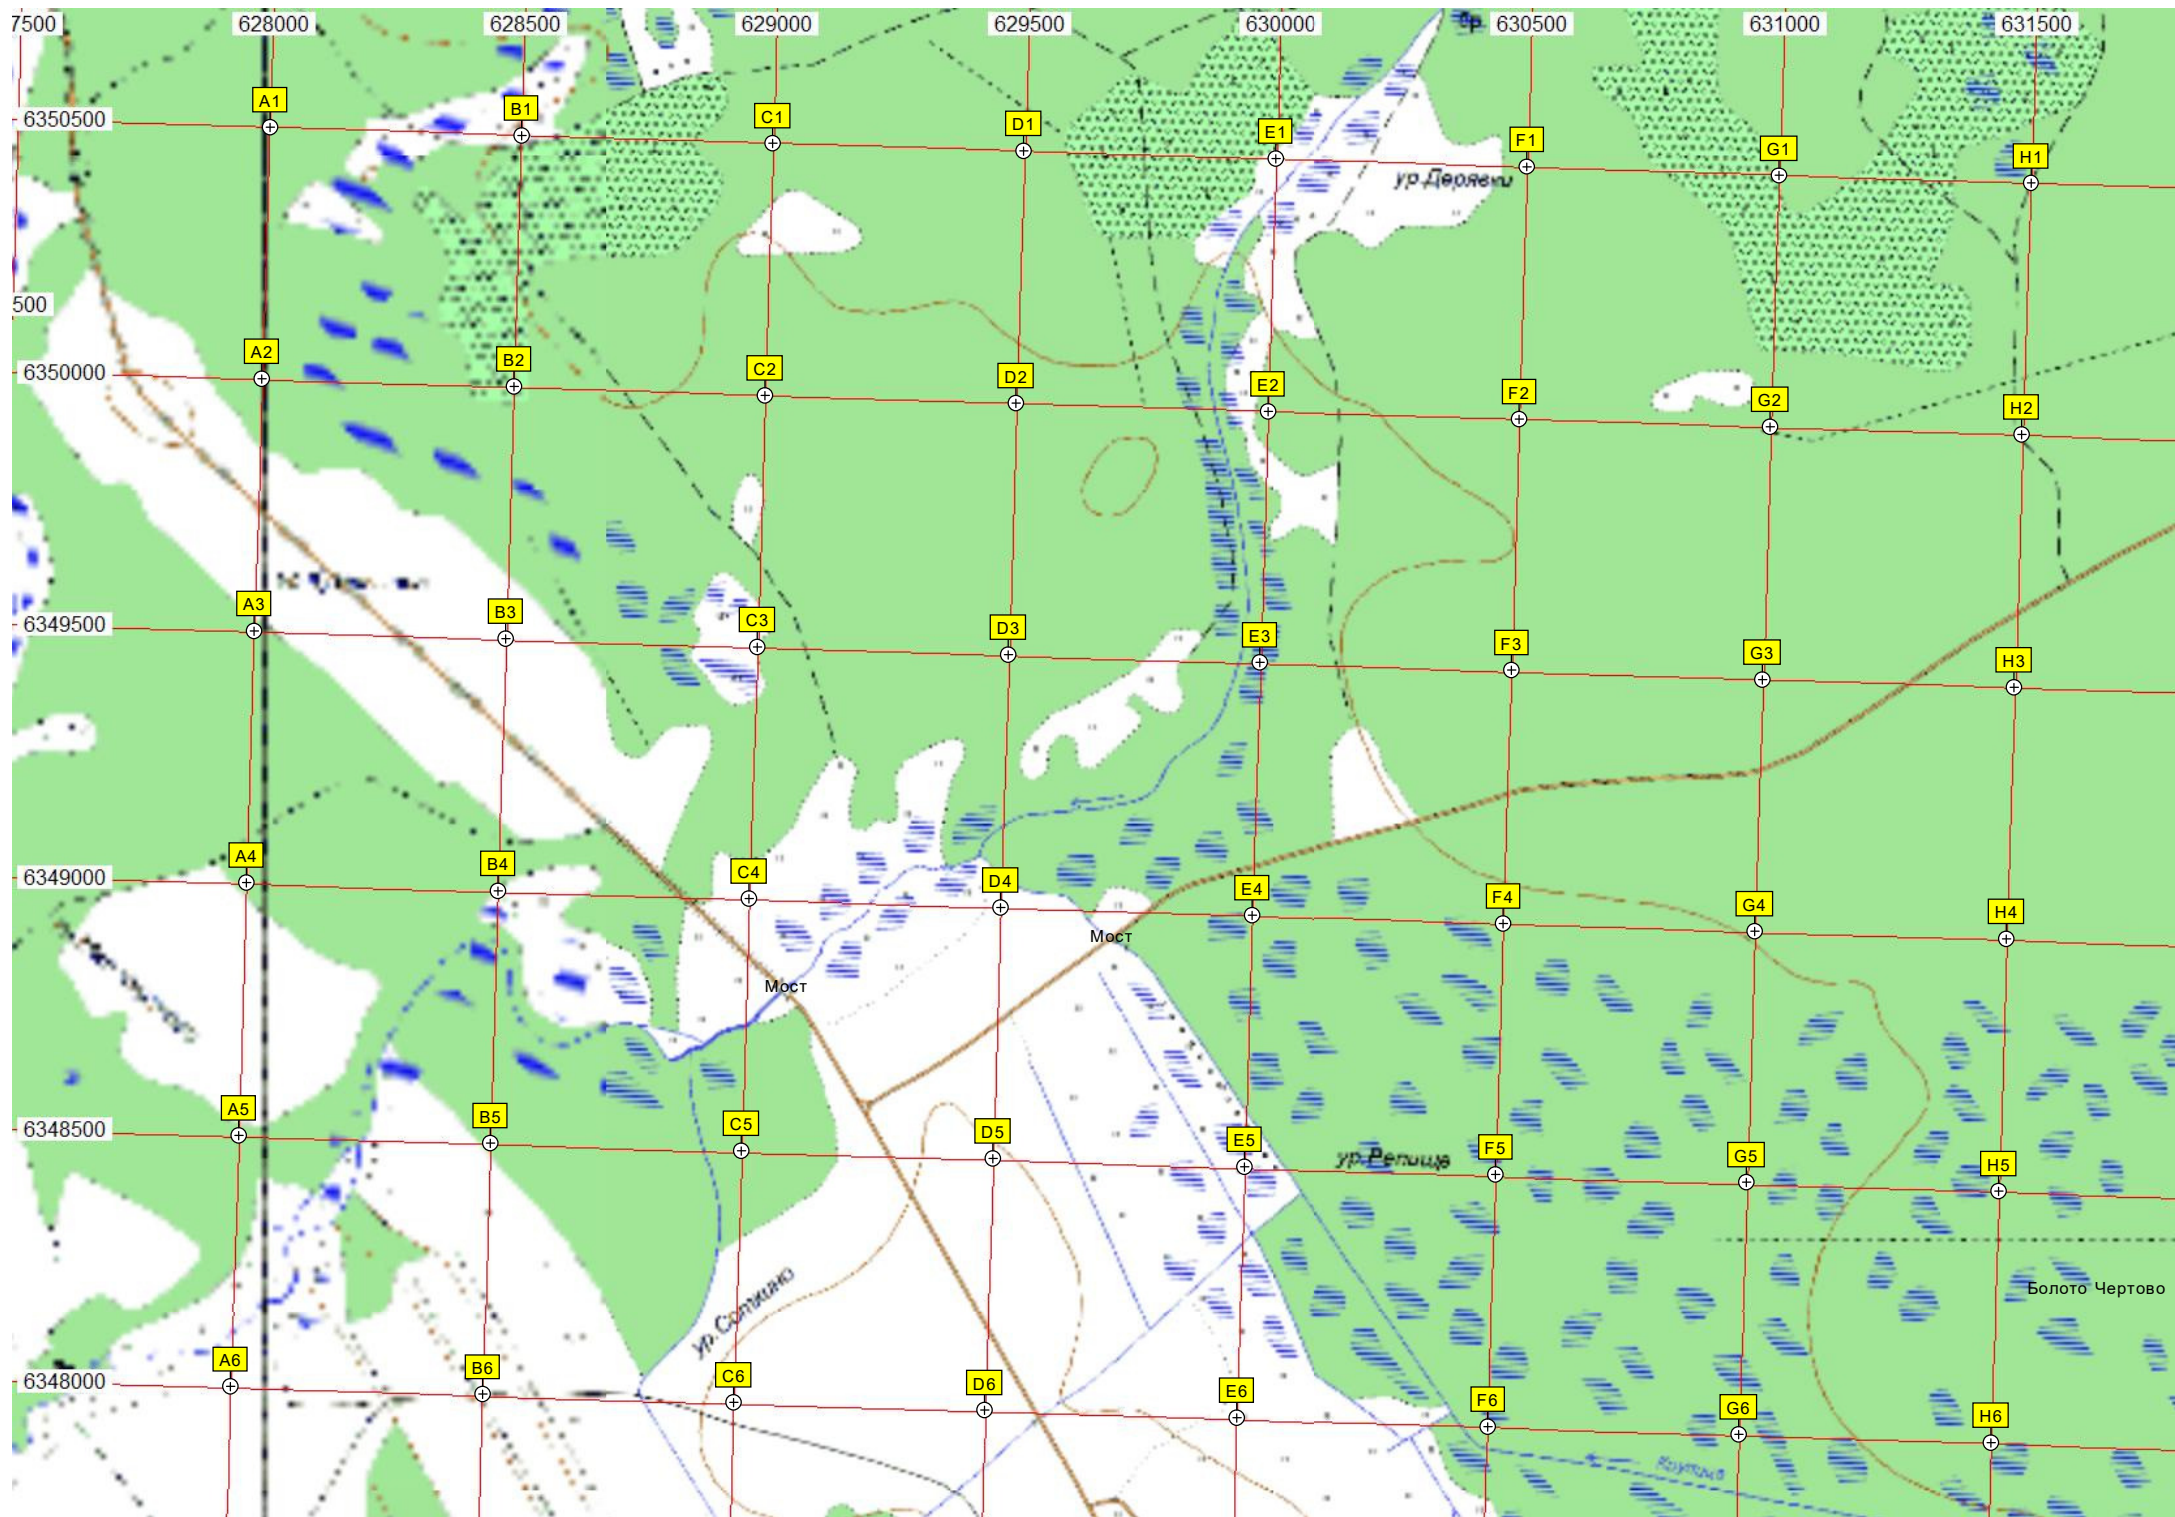 7500 628000 628500 629000 629500 630000 630500 631000 631500
A1 B1 C1 D1 E1 F1 G1 H1
6350500
ур.Дерявки
500
A2 B2 C2 D2 E2 F2 G2 H2
6350000
A3 B3 C3 D3 E3 F3 G3 H3
6349500
A4 B4 C4 D4 E4 F4 G4 H4
6349000
Мост
Мост
A5 B5 C5 D5 E5 F5 G5 H5
6348500
ур.Репище
Болото Чертово
ур.Соткино
A6 B6 C6 D6 E6 F6 G6 H6
6348000